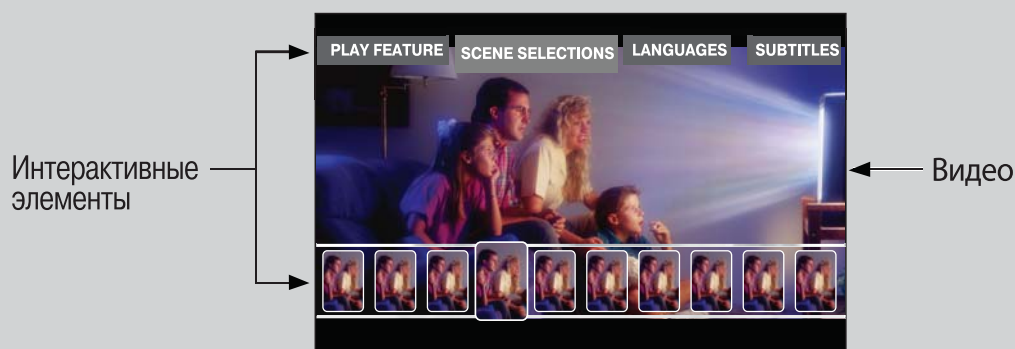 PLAY FEATURE SCENE SELECTIONS LANGUAGES SUBTITLES
Интерактивные
элементы
Видео